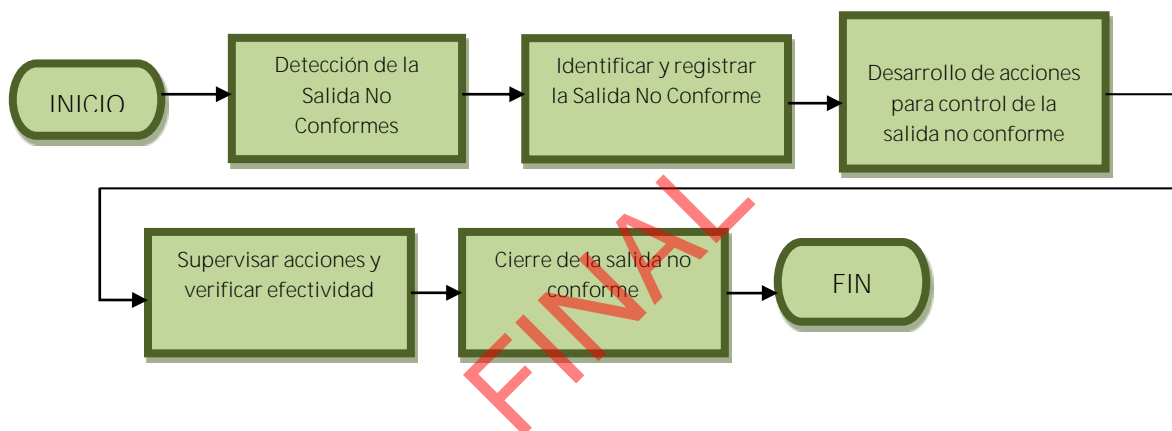 INICIO
Detección de la
Salida No
Conformes
Identificar y registrar
la Salida No Conforme
Desarrollo de acciones
para control de la
salida no conforme
Supervisar acciones y
verificar efectividad
Cierre de la salida no
conforme
FIN
FINAL